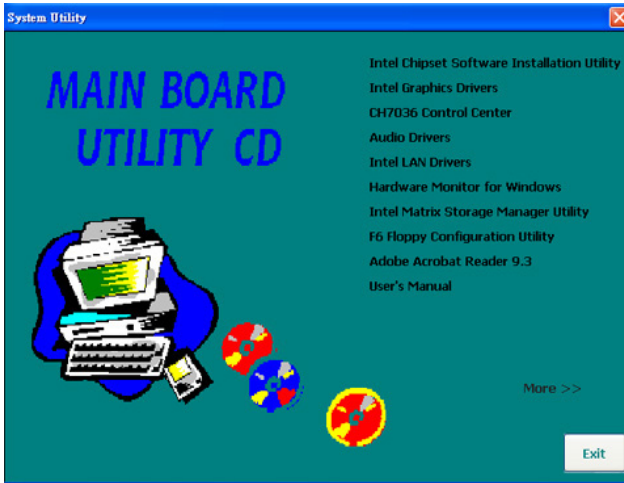 System Utility
MAIN BOARD
UTILITY CD
Intel Chipset Software Installation Utility
Intel Graphics Drivers
CH7036 Control Center
Audio Drivers
Intel LAN Drivers
Hardware Monitor for Windows
Intel Matrix Storage Manager Utility
F6 Floppy Configuration Utility
Adobe Acrobat Reader 9.3
User's Manual
More >>
Exit